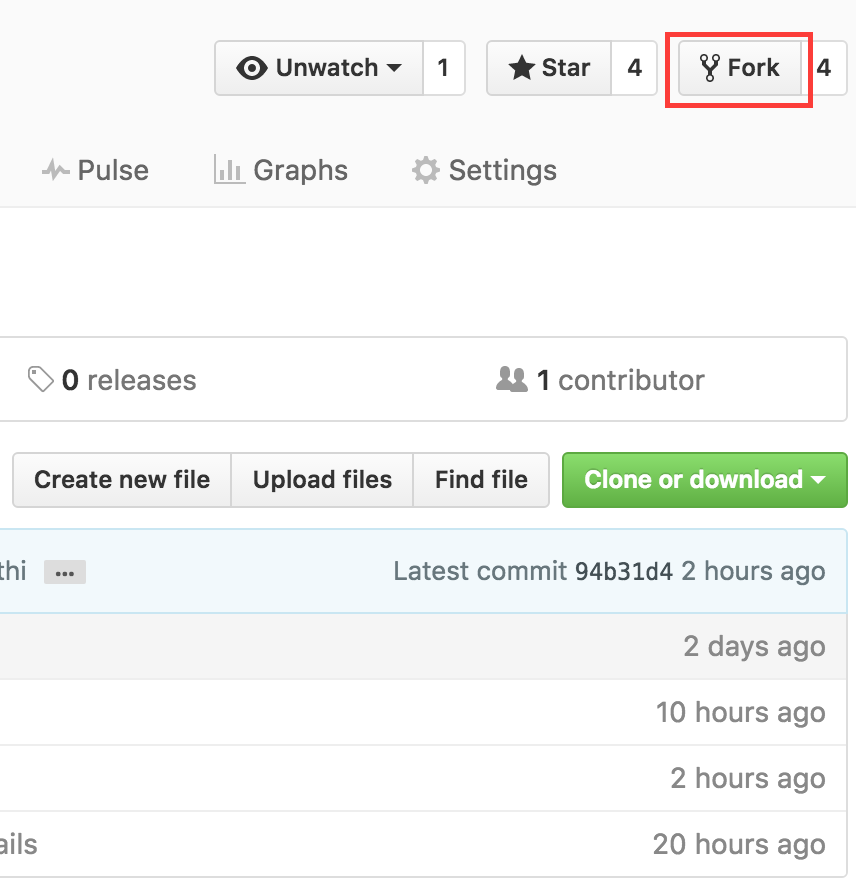 Unwatch 1 Star 4 Fork 4
Pulse Graphs Settings
0 releases 1 contributor
Create new file Upload files Find file Clone or download
thi ... Latest commit 94b31d4 2 hours ago
2 days ago
10 hours ago
2 hours ago
ails 20 hours ago